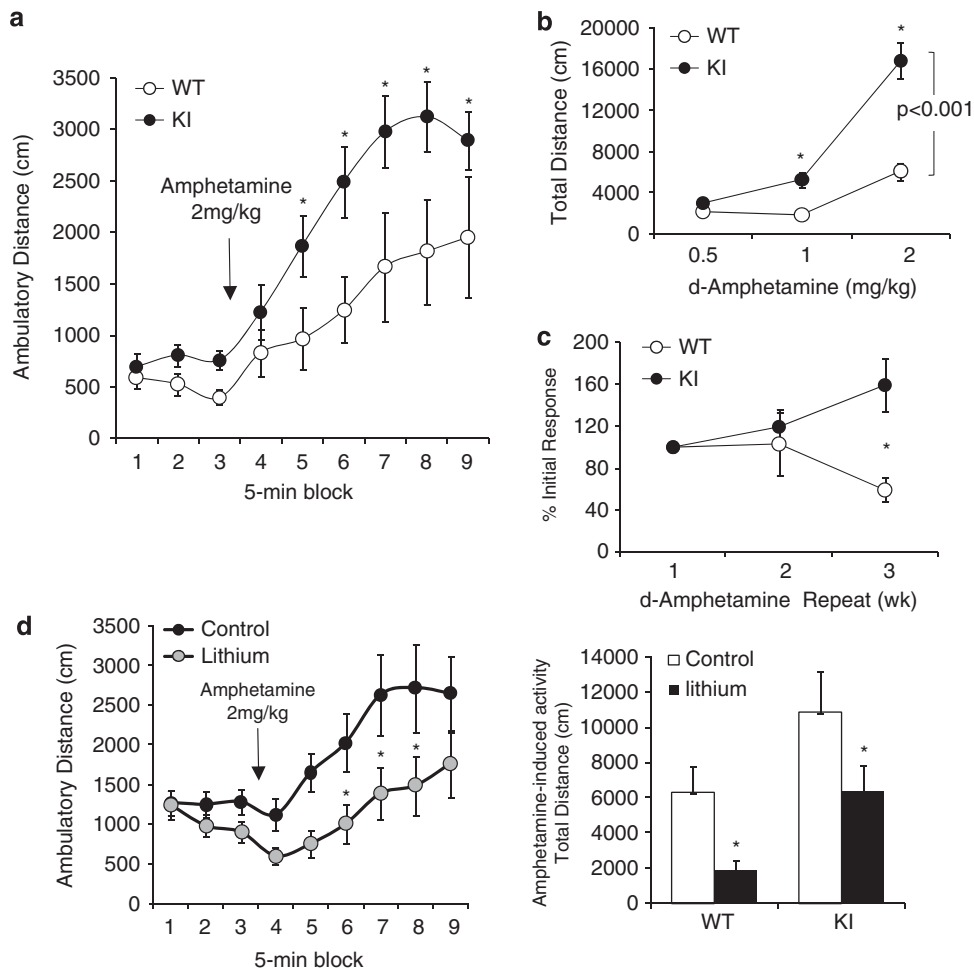 a
3500
3000
2500
2000
1500
1000
500
0
Ambulatory Distance (cm)
WT
KI
Amphetamine
2mg/kg
* * * * *
1 2 3 4 5 6 7 8 9
5-min block
b
20000
16000
12000
8000
4000
0
Total Distance (cm)
WT
KI
*
*
p<0.001
0.5 1 2
d-Amphetamine (mg/kg)
c
200
160
120
80
40
0
% Initial Response
WT
KI
*
1 2 3
d-Amphetamine Repeat (wk)
d
3500
3000
2500
2000
1500
1000
500
0
Ambulatory Distance (cm)
Control
Lithium
Amphetamine
2mg/kg
* * *
1 2 3 4 5 6 7 8 9
5-min block
14000
12000
10000
8000
6000
4000
2000
0
Amphetamine-induced activity
Total Distance (cm)
Control
lithium
*
*
WT KI